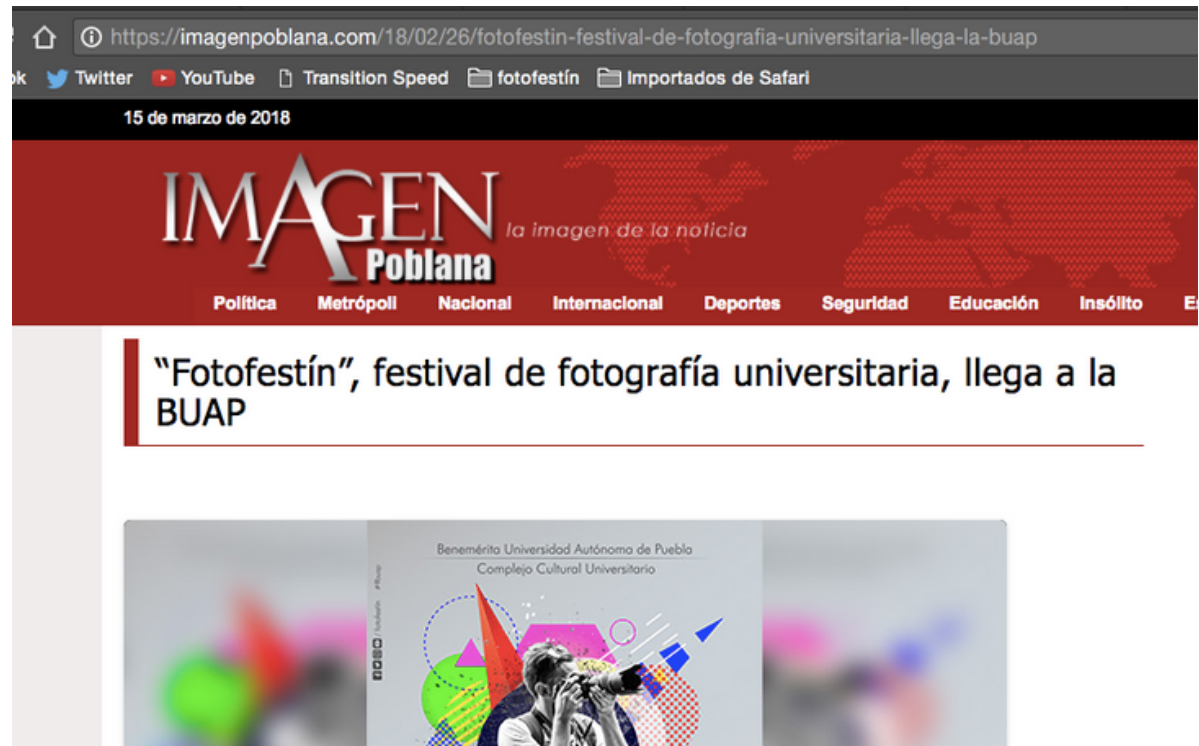 https://imagenpoblana.com/18/02/26/fotofestin-festival-de-fotografia-universitaria-llega-la-buap
ok Twitter YouTube Transition Speed fotofestín Importados de Safari
15 de marzo de 2018
IMAGEN
la imagen de la noticia
Poblana
Política Metrópoli Nacional Internacional Deportes Seguridad Educación Insólito Es
“Fotofestín”, festival de fotografía universitaria, llega a la
BUAP
Benemérita Universidad Autónoma de Puebla
Complejo Cultural Universitario
/ fotofestín